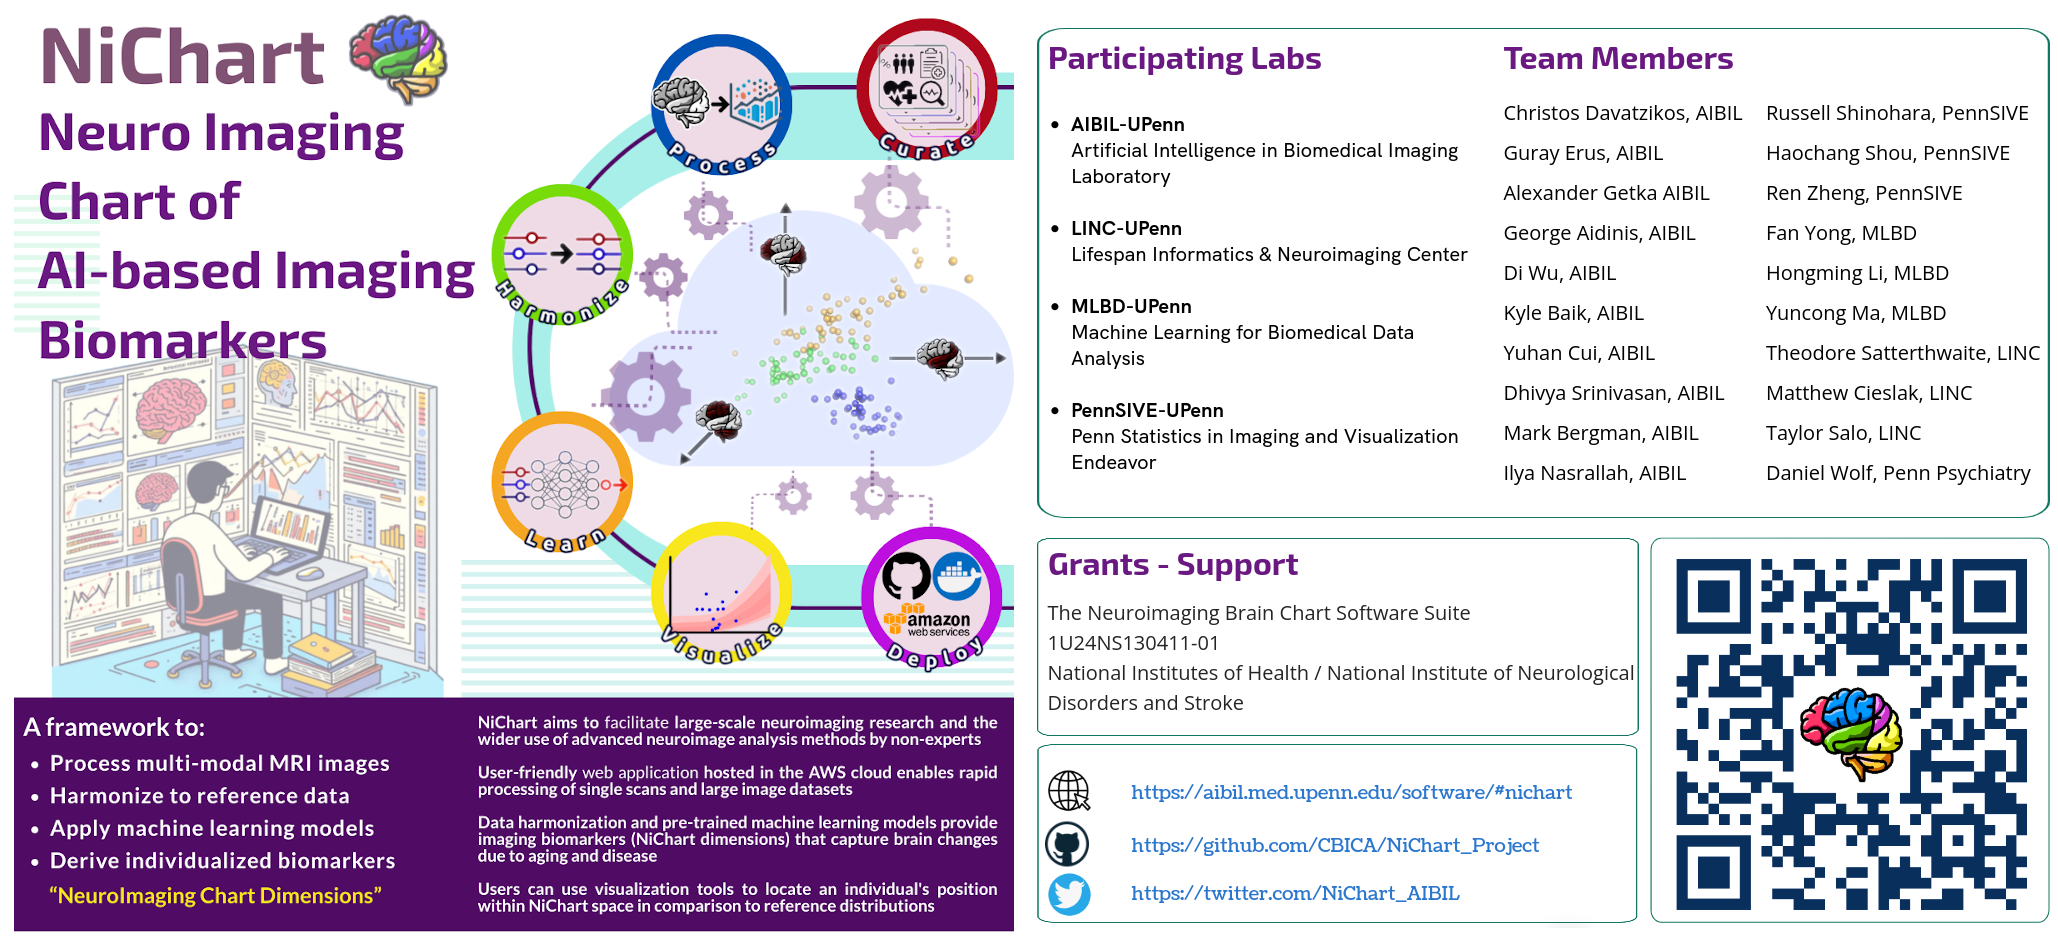 NiChart
Neuro Imaging
Chart of
AI-based Imaging
Biomarkers
Process
Curate
Harmonize
Learn
Visualize
amazon
web services
Deploy
A framework to:
• Process multi-modal MRI images
• Harmonize to reference data
• Apply machine learning models
• Derive individualized biomarkers
“NeuroImaging Chart Dimensions”
NiChart aims to facilitate large-scale neuroimaging research and the
wider use of advanced neuroimage analysis methods by non-experts
User-friendly web application hosted in the AWS cloud enables rapid
processing of single scans and large image datasets
Data harmonization and pre-trained machine learning models provide
imaging biomarkers (NiChart dimensions) that capture brain changes
due to aging and disease
Users can use visualization tools to locate an individual's position
within NiChart space in comparison to reference distributions
Participating Labs
• AIBIL-UPenn
Artificial Intelligence in Biomedical Imaging
Laboratory
• LINC-UPenn
Lifespan Informatics & Neuroimaging Center
• MLBD-UPenn
Machine Learning for Biomedical Data
Analysis
• PennSIVE-UPenn
Penn Statistics in Imaging and Visualization
Endeavor
Team Members
Christos Davatzikos, AIBIL
Guray Erus, AIBIL
Alexander Getka AIBIL
George Aidinis, AIBIL
Di Wu, AIBIL
Kyle Baik, AIBIL
Yuhan Cui, AIBIL
Dhivya Srinivasan, AIBIL
Mark Bergman, AIBIL
Ilya Nasrallah, AIBIL
Russell Shinohara, PennSIVE
Haochang Shou, PennSIVE
Ren Zheng, PennSIVE
Fan Yong, MLBD
Hongming Li, MLBD
Yuncong Ma, MLBD
Theodore Satterthwaite, LINC
Matthew Cieslak, LINC
Taylor Salo, LINC
Daniel Wolf, Penn Psychiatry
Grants - Support
The Neuroimaging Brain Chart Software Suite
1U24NS130411-01
National Institutes of Health / National Institute of Neurological
Disorders and Stroke
https://aibil.med.upenn.edu/software/#nichart
https://github.com/CBICA/NiChart_Project
https://twitter.com/NiChart_AIBIL